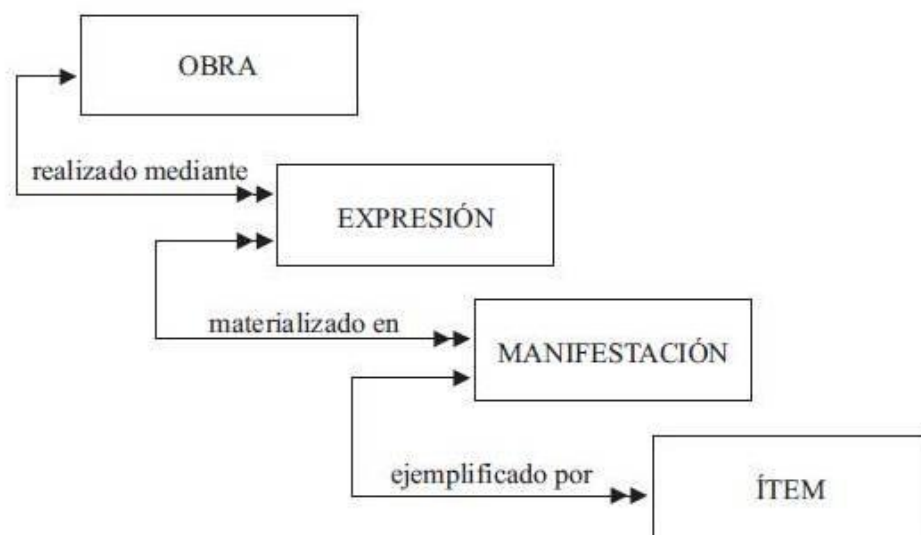 OBRA
realizado mediante
EXPRESIÓN
materializado en
MANIFESTACIÓN
ejemplificado por
ÍTEM